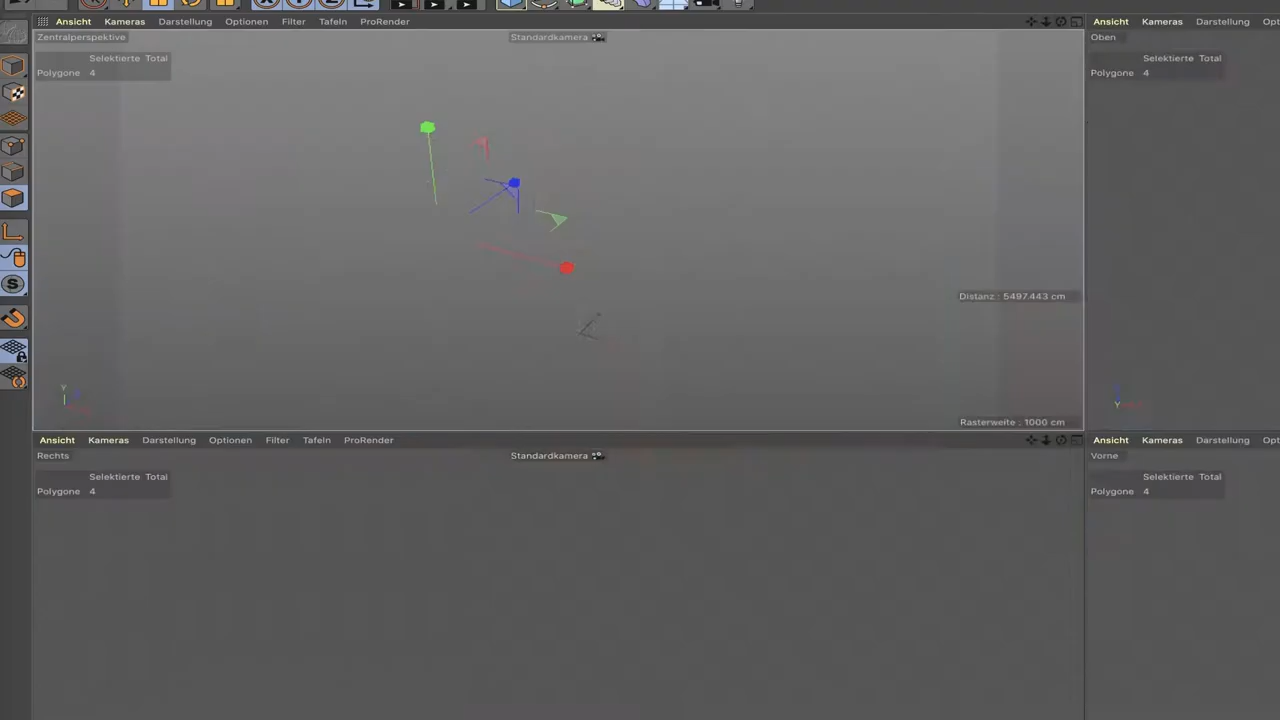 Ansicht Kameras Darstellung Optionen Filter Tafeln ProRender
Zentralperspektive
Standardkamera
Selektierte Total
Polygone 4
Distanz : 5497.443 cm
Y
Rasterweite : 1000 cm
Ansicht Kameras Darstellung
Oben
Selektierte Total
Polygone 4
Y
Ansicht Kameras Darstellung Optionen Filter Tafeln ProRender
Rechts
Standardkamera
Selektierte Total
Polygone 4
Ansicht Kameras Darstellung
Vorne
Selektierte Total
Polygone 4